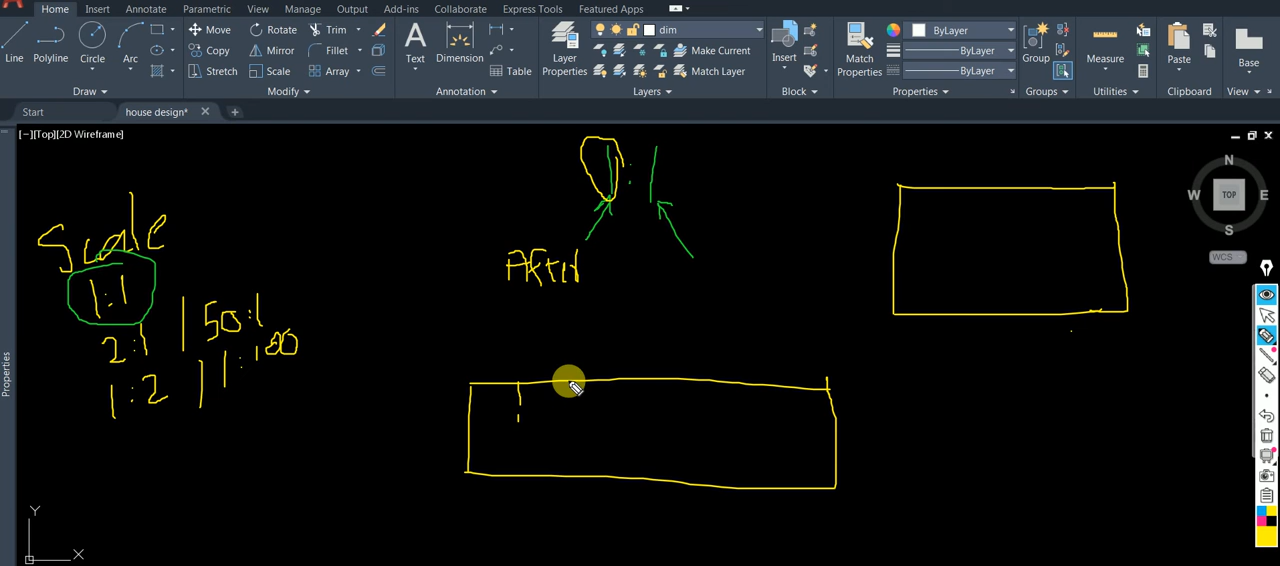 Home Insert Annotate Parametric View Manage Output Add-ins Collaborate Express Tools Featured Apps
Line Polyline Circle Arc
Move Rotate Trim
Copy Mirror Fillet
Stretch Scale Array
Text Dimension Table
Layer Properties dim
Make Current
Match Layer
Insert
Match Properties ByLayer
ByLayer
ByLayer
Group Measure Paste Base
Draw Modify Annotation Layers Block Properties Groups Utilities Clipboard View
Start house design*
[−][Top][2D Wireframe]
Properties
N
W TOP E
S
WCS
Scale
1:1
2:1
1:2
50:1
1:100
1:1
After
Y
X